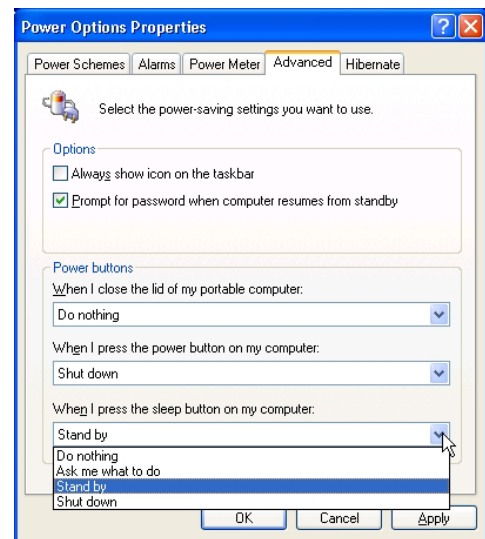 Power Options Properties
Power Schemes Alarms Power Meter Advanced Hibernate
Select the power-saving settings you want to use.
Options
Always show icon on the taskbar
Prompt for password when computer resumes from standby
Power buttons
When I close the lid of my portable computer:
Do nothing
When I press the power button on my computer:
Shut down
When I press the sleep button on my computer:
Stand by
Do nothing
Ask me what to do
Stand by
Shut down
OK Cancel Apply